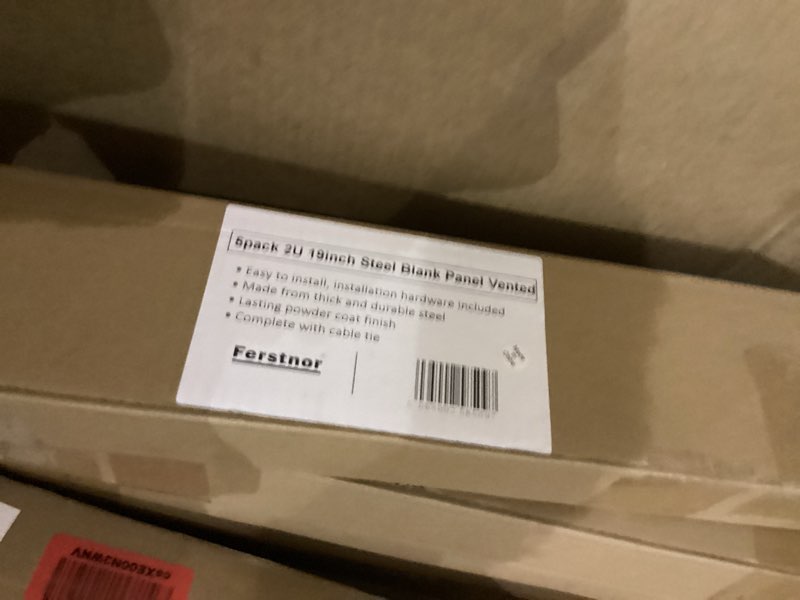 5pack 2U 19inch Steel Blank Panel Vented
• Easy to install, installation hardware included
• Made from thick and durable steel
• Lasting powder coat finish
• Complete with cable tie
Ferstnor